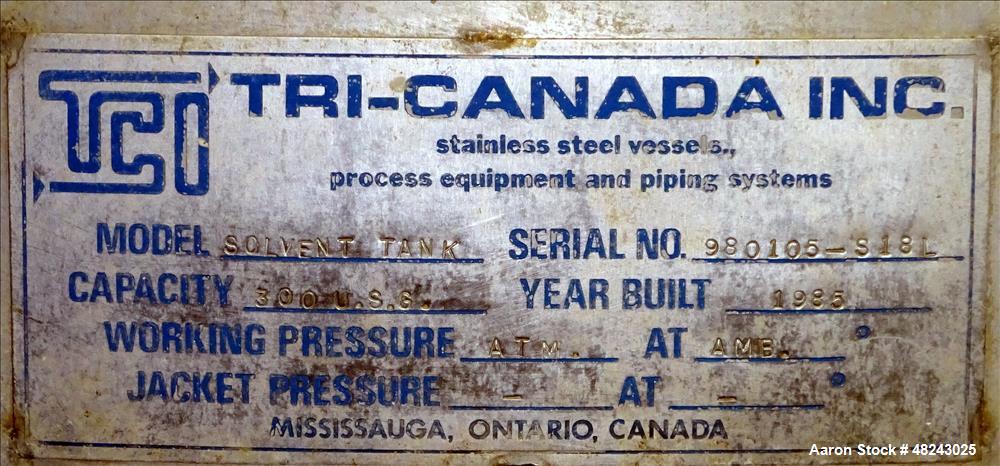 TCI TRI-CANADA INC.
stainless steel vessels.,
process equipment and piping systems
MODEL SOLVENT TANK SERIAL NO. 980105-S18L
CAPACITY 300 U.S.G. YEAR BUILT 1985
WORKING PRESSURE ATM. AT AMB. °
JACKET PRESSURE - AT - °
MISSISSAUGA, ONTARIO, CANADA
Aaron Stock # 48243025